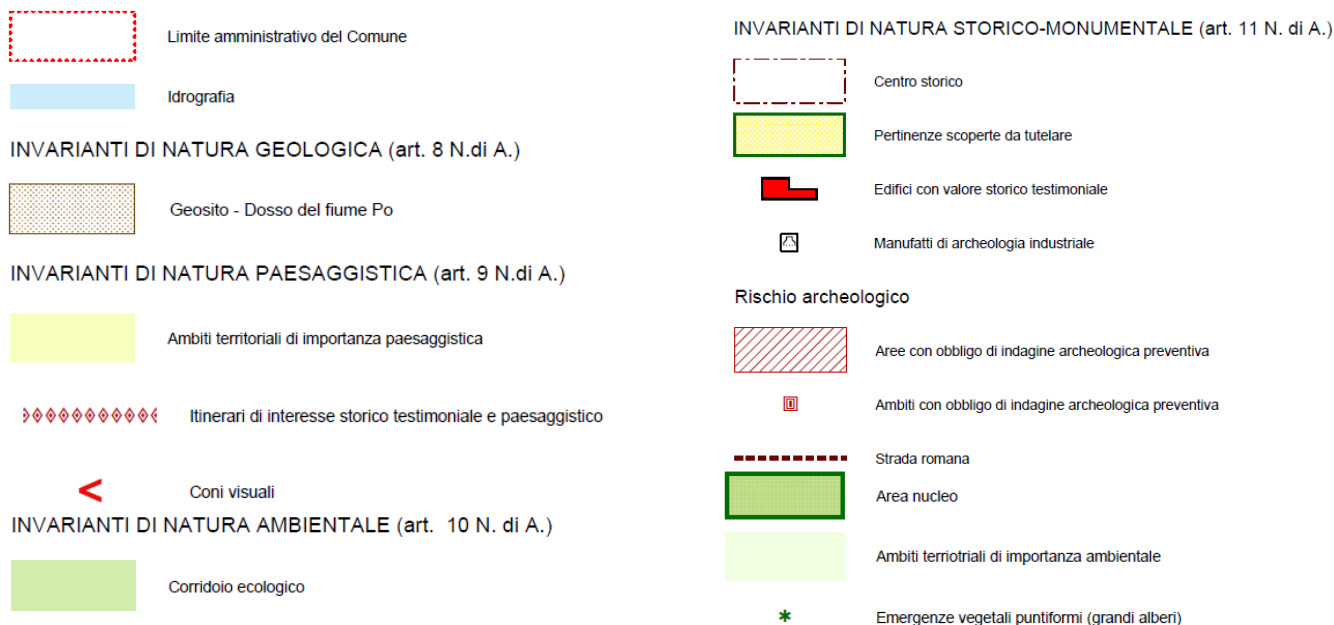 Limite amministrativo del Comune
Idrografia
INVARIANTI DI NATURA GEOLOGICA (art. 8 N.di A.)
Geosito - Dosso del fiume Po
INVARIANTI DI NATURA PAESAGGISTICA (art. 9 N.di A.)
Ambiti territoriali di importanza paesaggistica
Itinerari di interesse storico testimoniale e paesaggistico
Coni visuali
INVARIANTI DI NATURA AMBIENTALE (art. 10 N. di A.)
Corridoio ecologico
INVARIANTI DI NATURA STORICO-MONUMENTALE (art. 11 N. di A.)
Centro storico
Pertinenze scoperte da tutelare
Edifici con valore storico testimoniale
Manufatti di archeologia industriale
Rischio archeologico
Aree con obbligo di indagine archeologica preventiva
Ambiti con obbligo di indagine archeologica preventiva
Strada romana
Area nucleo
Ambiti terriotriali di importanza ambientale
Emergenze vegetali puntiformi (grandi alberi)